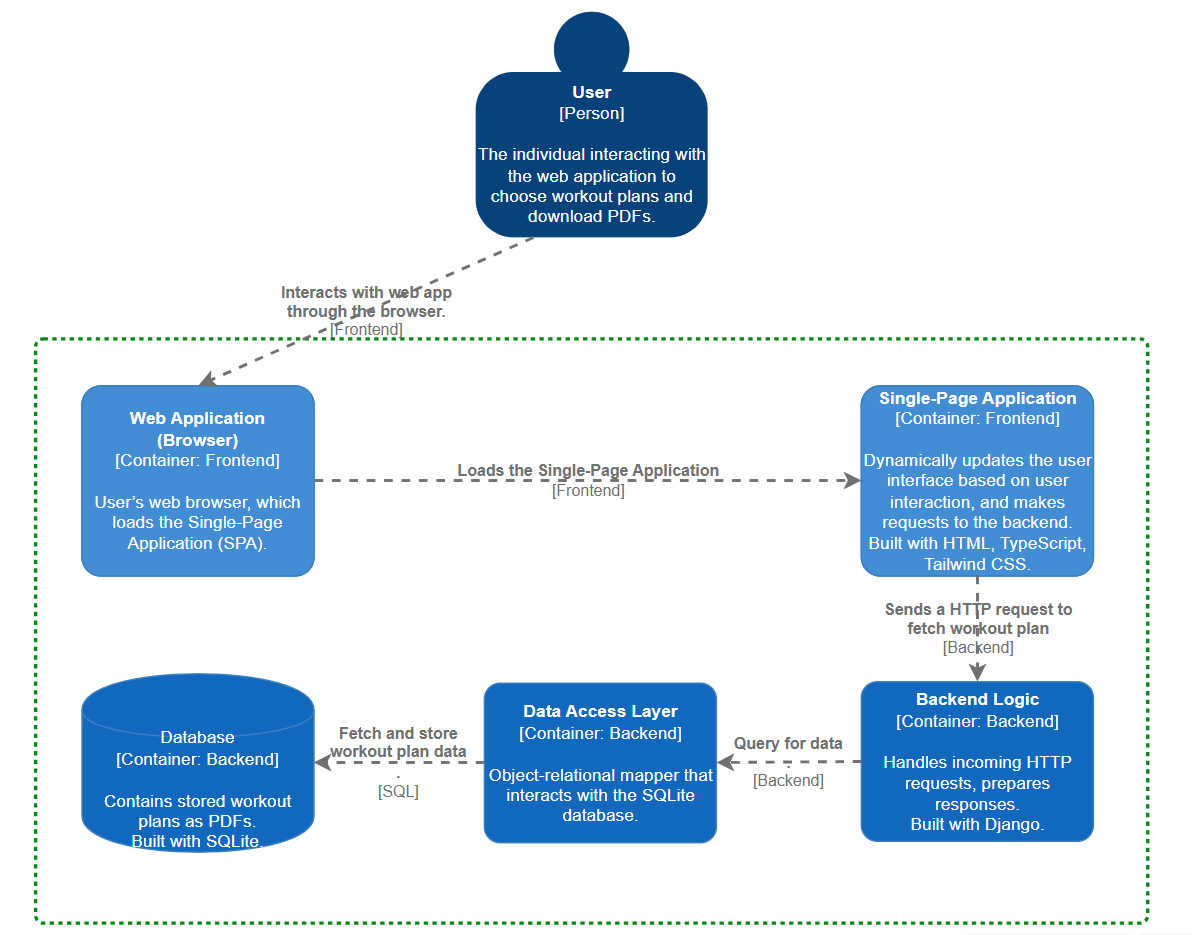 User
[Person]
The individual interacting with
the web application to
choose workout plans and
download PDFs.
Interacts with web app
through the browser.
[Frontend]
Web Application
(Browser)
[Container: Frontend]
User’s web browser, which
loads the Single-Page
Application (SPA).
Loads the Single-Page Application
[Frontend]
Single-Page Application
[Container: Frontend]
Dynamically updates the user
interface based on user
interaction, and makes
requests to the backend.
Built with HTML, TypeScript,
Tailwind CSS.
Sends a HTTP request to
fetch workout plan
[Backend]
Backend Logic
[Container: Backend]
Handles incoming HTTP
requests, prepares
responses.
Built with Django.
Query for data
.
[Backend]
Data Access Layer
[Container: Backend]
Object-relational mapper that
interacts with the SQLite
database.
Fetch and store
workout plan data
.
[SQL]
Database
[Container: Backend]
Contains stored workout
plans as PDFs.
Built with SQLite.